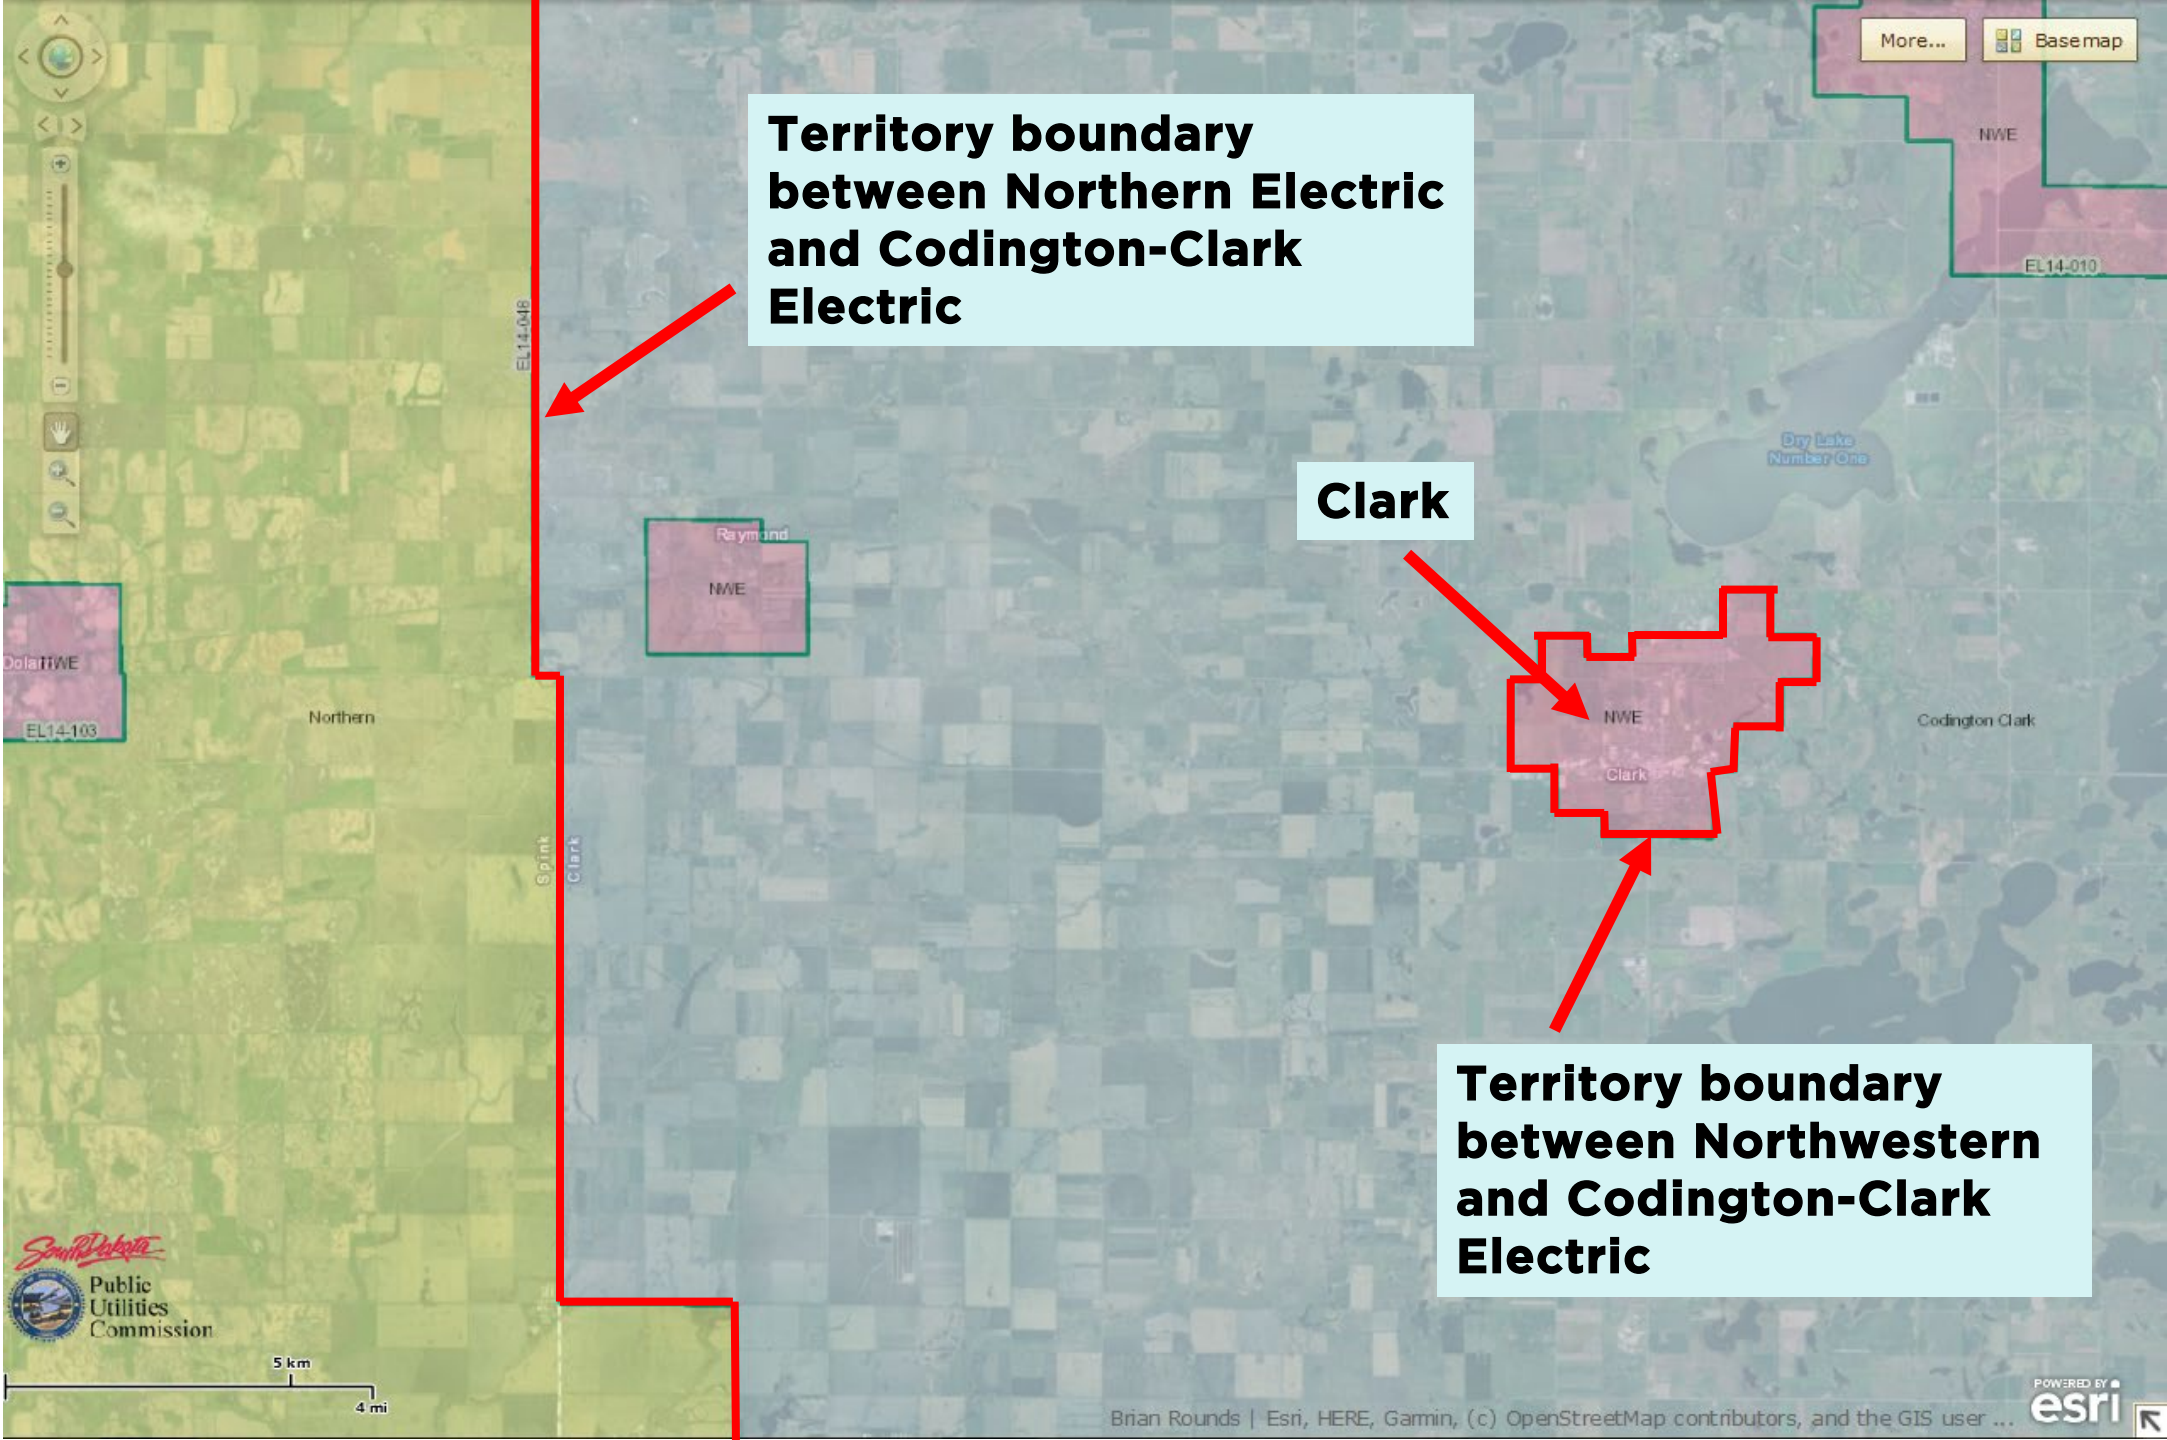 More...
Basemap
Territory boundary
between Northern Electric
and Codington-Clark
Electric
NWE
EL14-010
EL14-048
Dry Lake
Number One
Clark
Raymond
NWE
NWE
EL14-103
Northern
NWE
Clark
Codington Clark
Spink
Clark
Territory boundary
between Northwestern
and Codington-Clark
Electric
South Dakota
Public
Utilities
Commission
5 km
4 mi
Brian Rounds | Esri, HERE, Garmin, (c) OpenStreetMap contributors, and the GIS user ...
POWERED BY
esri